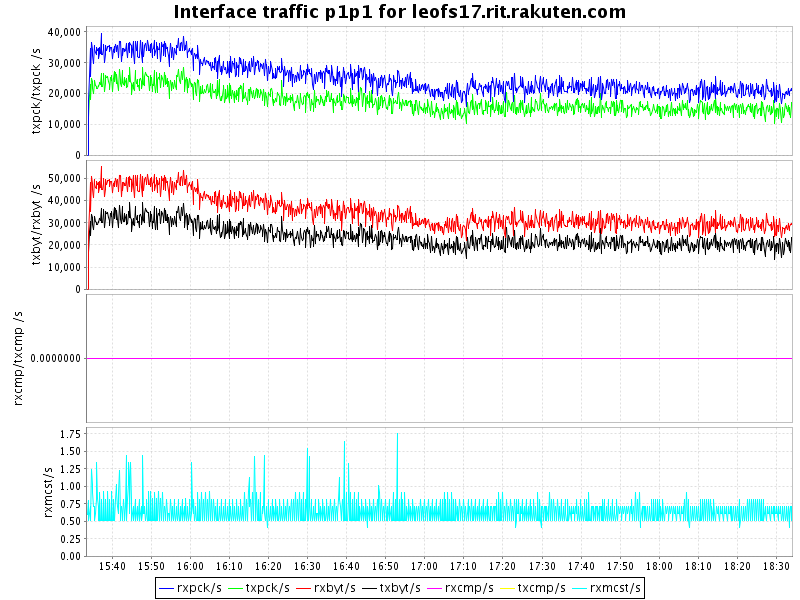 Interface traffic p1p1 for leofs17.rit.rakuten.com
txpck/txpck /s
40,000
30,000
20,000
10,000
0
txbyt/rxbyt /s
50,000
40,000
30,000
20,000
10,000
0
rxcmp/txcmp /s
0.0000000
rxmcst/s
1.75
1.50
1.25
1.00
0.75
0.50
0.25
0.00
15:40 15:50 16:00 16:10 16:20 16:30 16:40 16:50 17:00 17:10 17:20 17:30 17:40 17:50 18:00 18:10 18:20 18:30
rxpck/s txpck/s rxbyt/s txbyt/s rxcmp/s txcmp/s rxmcst/s